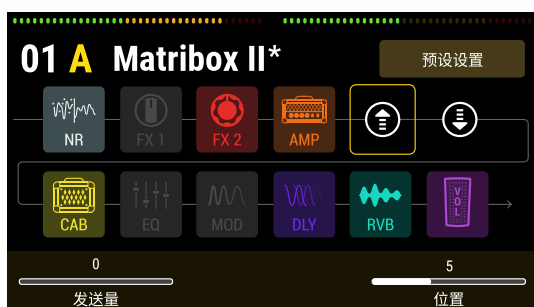 01 A Matribox II*
预设设置
NR FX 1 FX 2 AMP
CAB EQ MOD DLY RVB VOL
0 5
发送量 位置